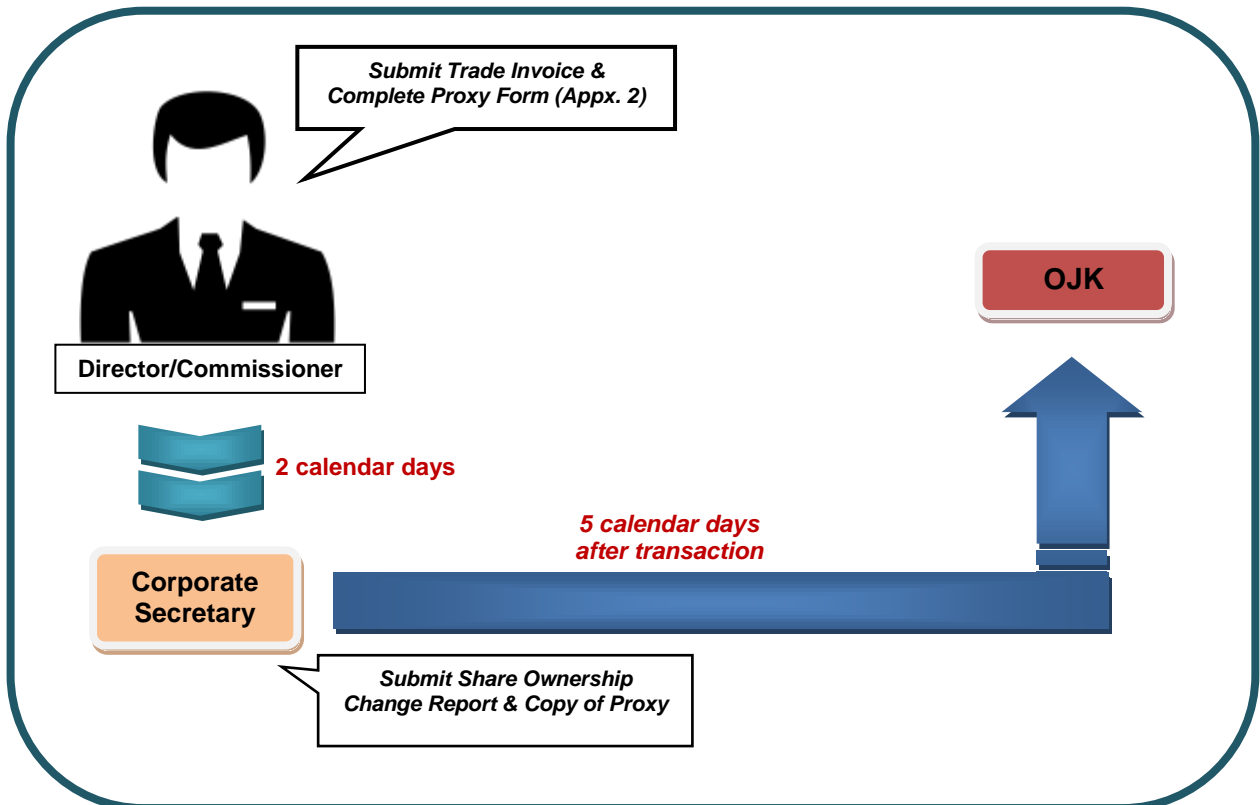 Submit Trade Invoice &
Complete Proxy Form (Appx. 2)
OJK
Director/Commissioner
2 calendar days
5 calendar days
after transaction
Corporate
Secretary
Submit Share Ownership
Change Report & Copy of Proxy